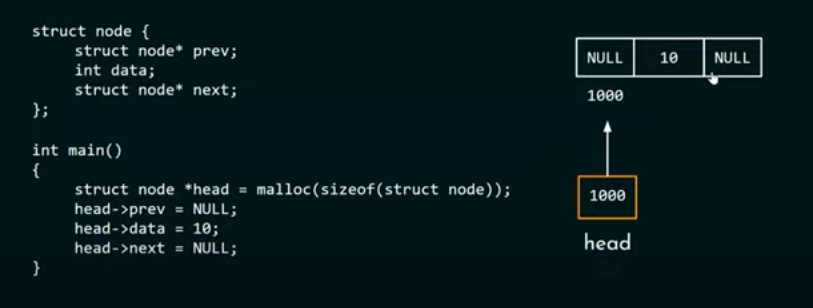 struct node {
struct node* prev;
int data;
struct node* next;
};
int main()
{
struct node *head = malloc(sizeof(struct node));
head->prev = NULL;
head->data = 10;
head->next = NULL;
}
NULL 10 NULL
1000
1000
head